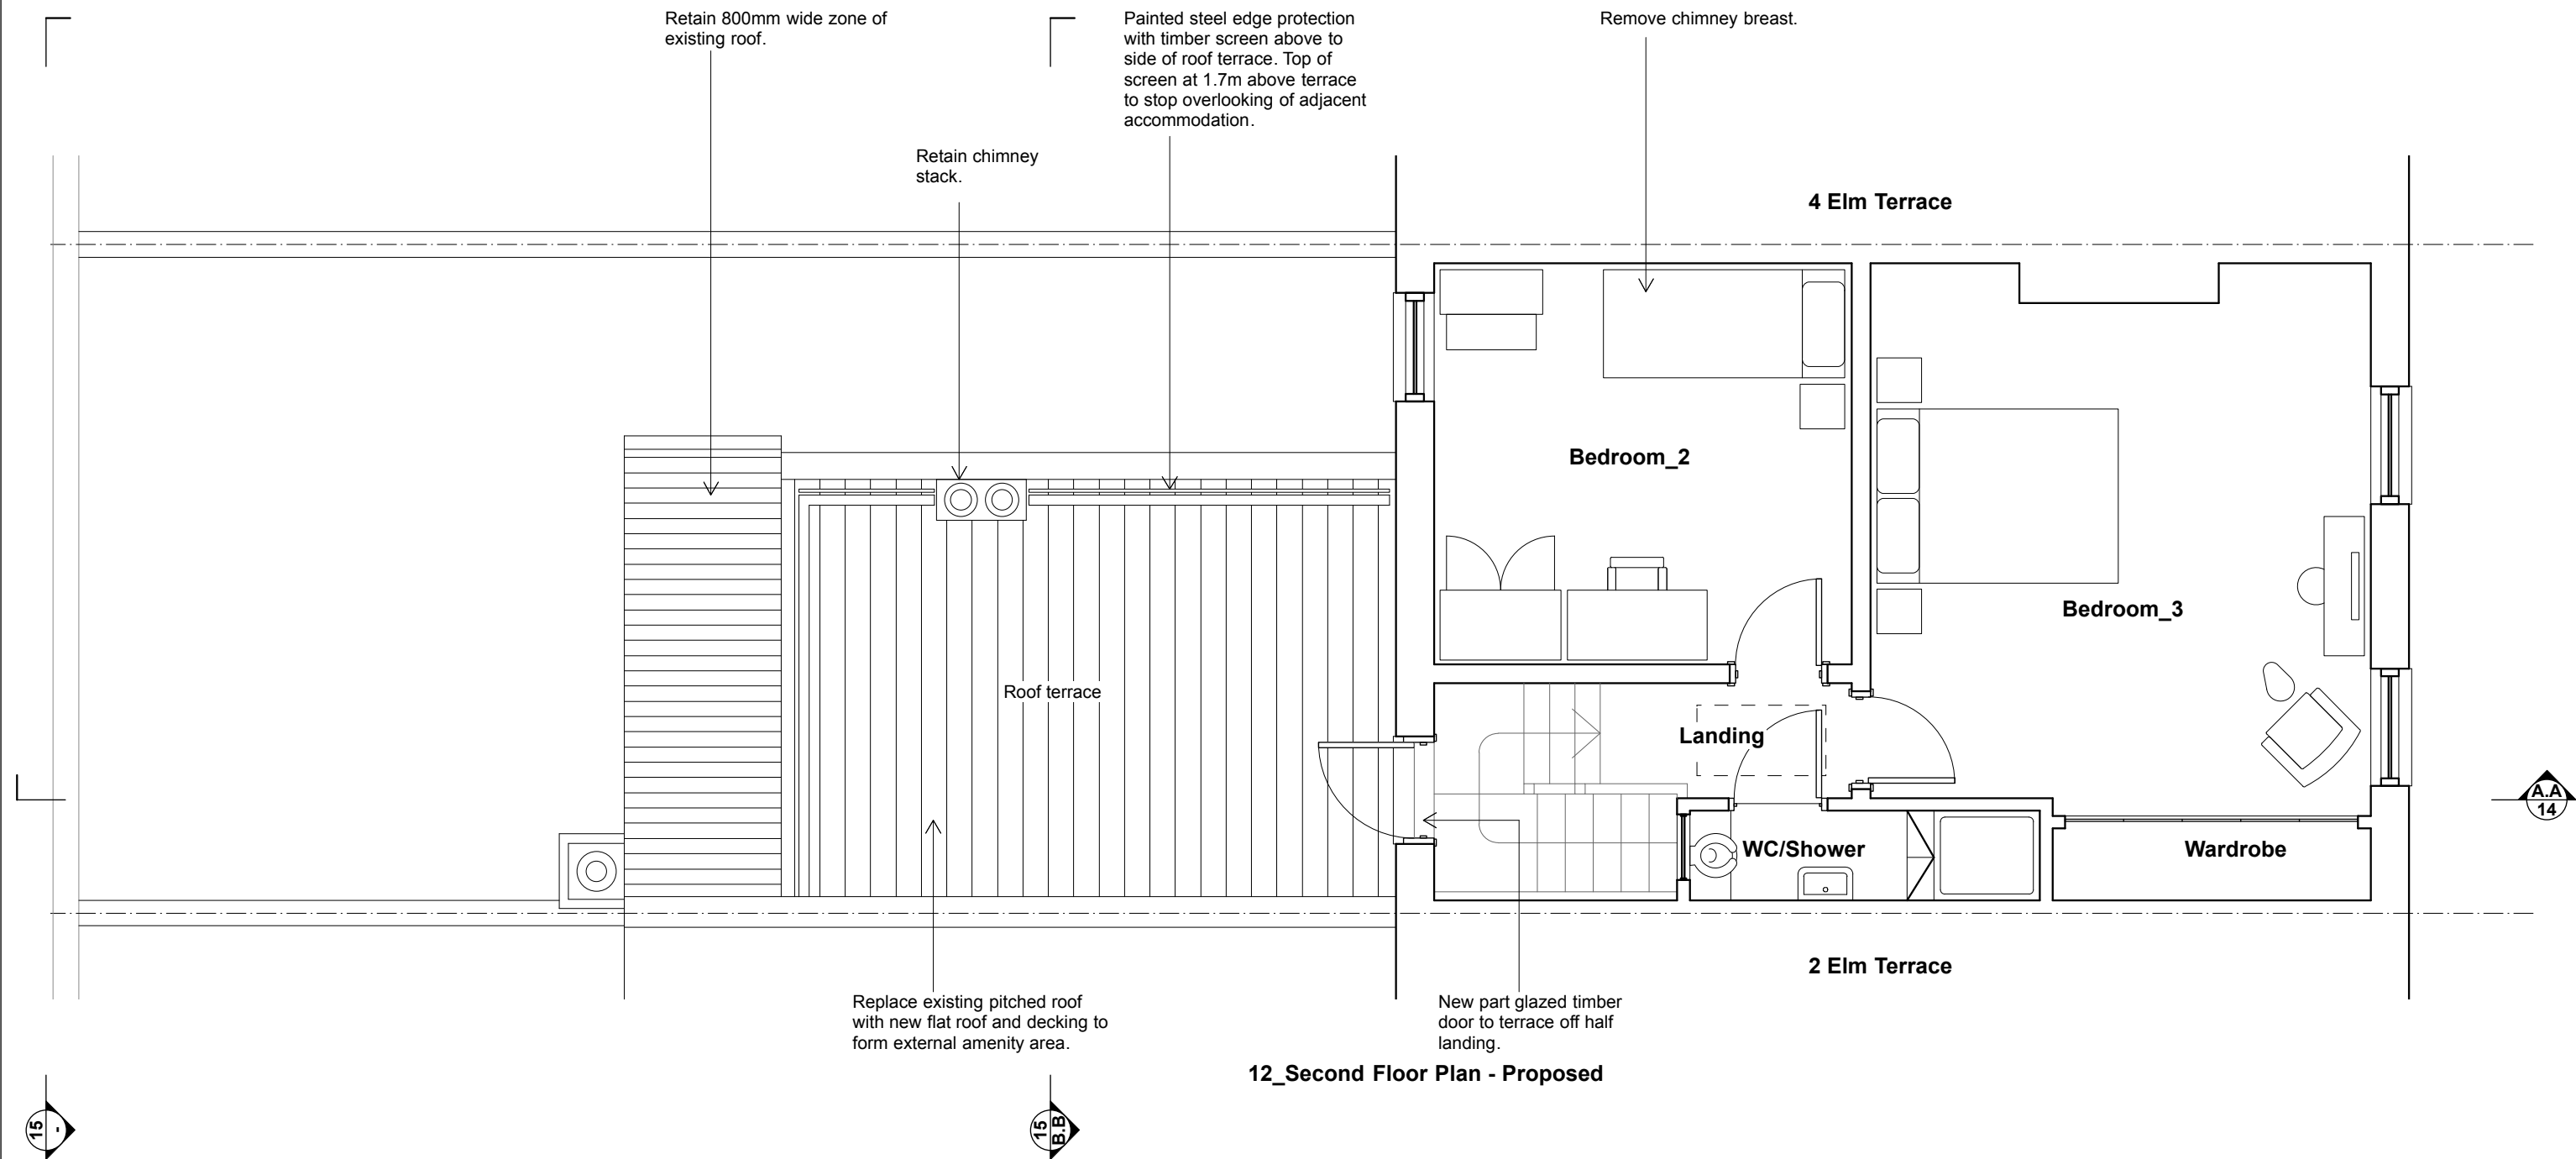 Retain 800mm wide zone of
existing roof.
Painted steel edge protection
with timber screen above to
side of roof terrace. Top of
screen at 1.7m above terrace
to stop overlooking of adjacent
accommodation.
Remove chimney breast.
Retain chimney
stack.
4 Elm Terrace
Bedroom_2
Bedroom_3
Roof terrace
Landing
WC/Shower
Wardrobe
A.A
14
2 Elm Terrace
Replace existing pitched roof
with new flat roof and decking to
form external amenity area.
New part glazed timber
door to terrace off half
landing.
12_Second Floor Plan - Proposed
15
-
15
B.B